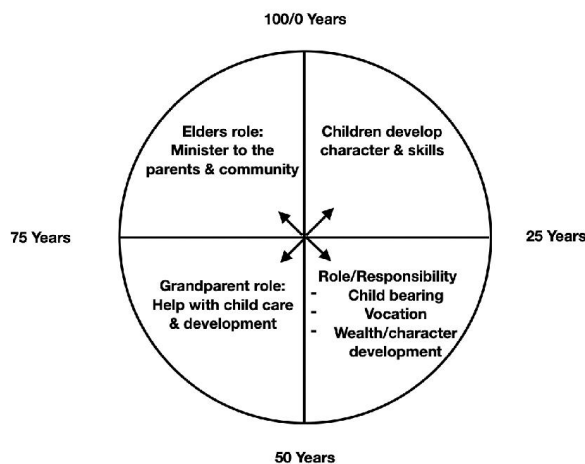 100/0 Years
Elders role:
Minister to the
parents & community
Children develop
character & skills
75 Years
25 Years
Grandparent role:
Help with child care
& development
Role/Responsibility
- Child bearing
- Vocation
- Wealth/character
development
50 Years